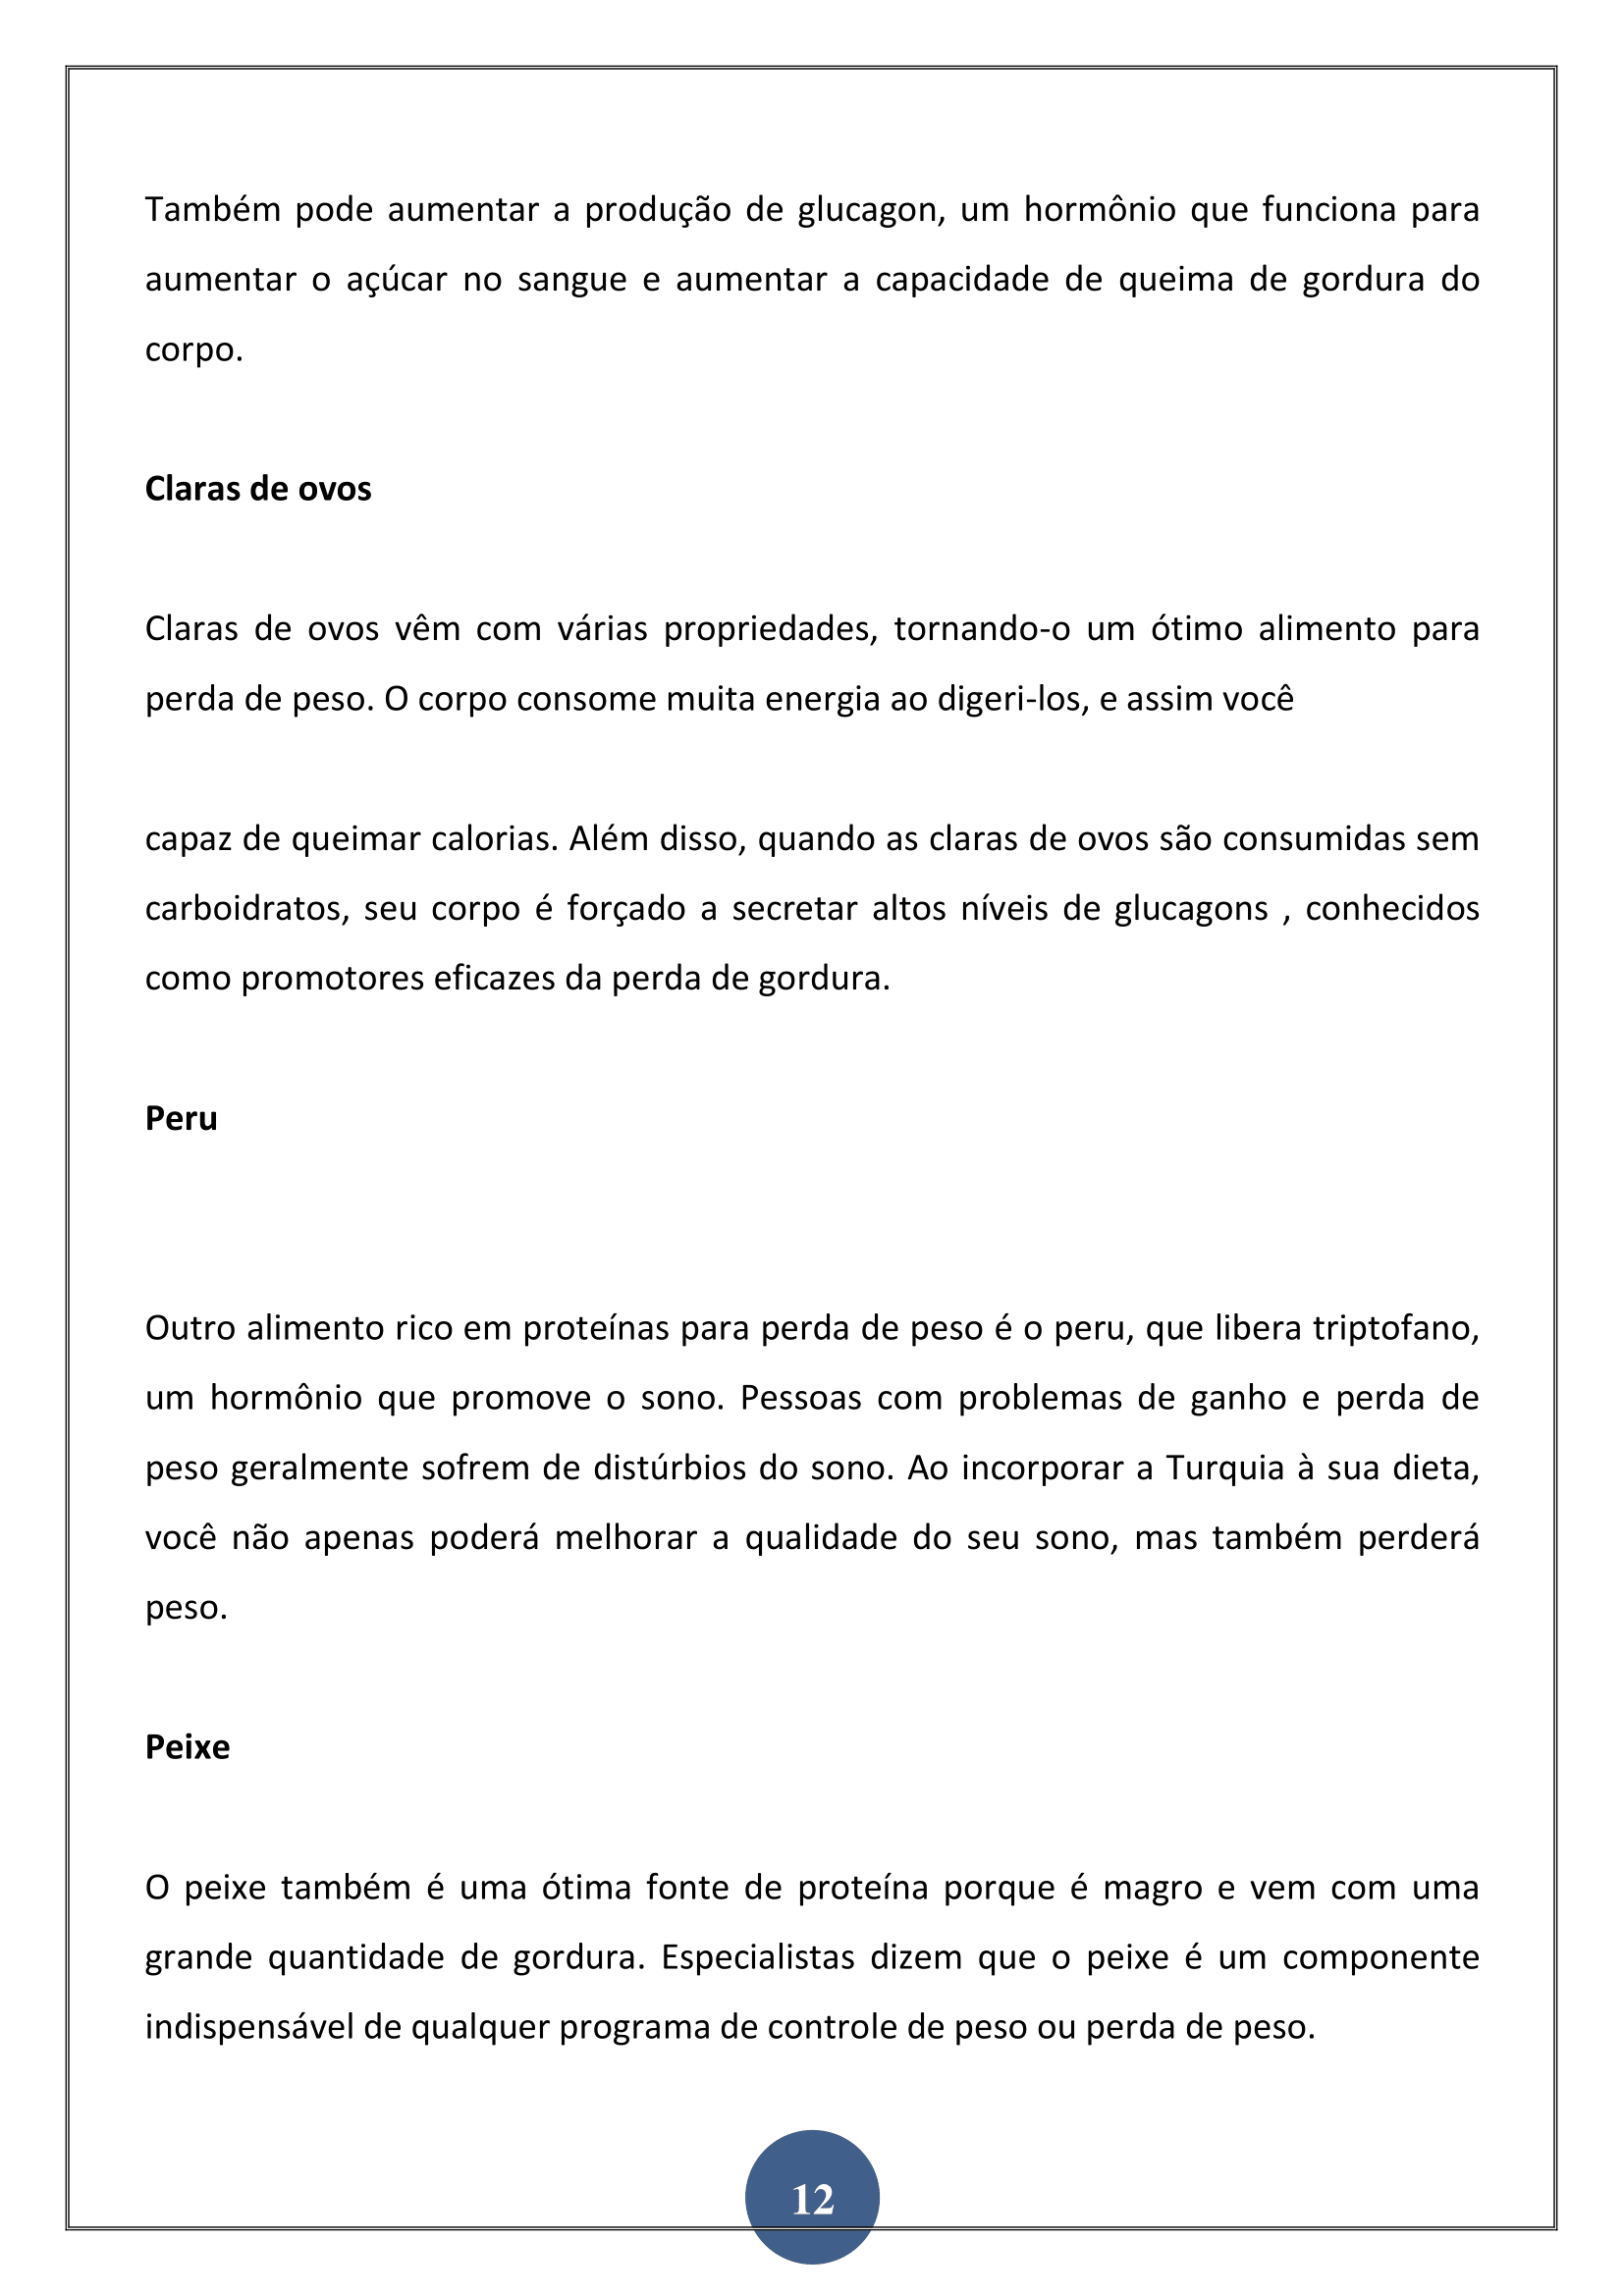 Também pode aumentar a produção de glucagon, um hormônio que funciona para
aumentar o açúcar no sangue e aumentar a capacidade de queima de gordura do
corpo.
Claras de ovos
Claras de ovos vêm com várias propriedades, tornando-o um ótimo alimento para
perda de peso. O corpo consome muita energia ao digeri-los, e assim você
capaz de queimar calorias. Além disso, quando as claras de ovos são consumidas sem
carboidratos, seu corpo é forçado a secretar altos níveis de glucagons , conhecidos
como promotores eficazes da perda de gordura.
Peru
Outro alimento rico em proteínas para perda de peso é o peru, que libera triptofano,
um hormônio que promove o sono. Pessoas com problemas de ganho e perda de
peso geralmente sofrem de distúrbios do sono. Ao incorporar a Turquia à sua dieta,
você não apenas poderá melhorar a qualidade do seu sono, mas também perderá
peso.
Peixe
O peixe também é uma ótima fonte de proteína porque é magro e vem com uma
grande quantidade de gordura. Especialistas dizem que o peixe é um componente
indispensável de qualquer programa de controle de peso ou perda de peso.
12